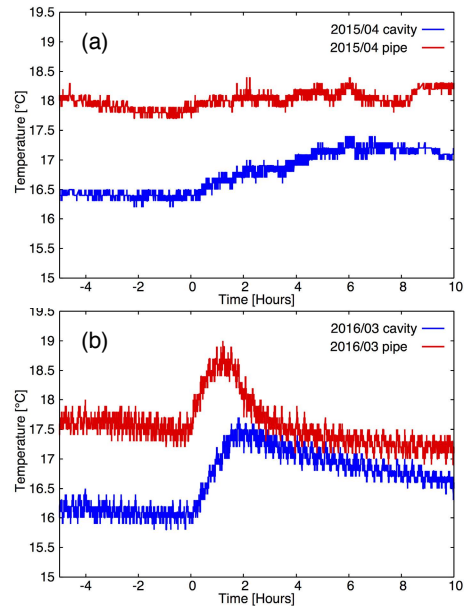 19.5
(a)
2015/04 cavity
19
2015/04 pipe
18.5
18
17.5
17
16.5
16
15.5
15
Temperature [°C]
-4 -2 0 2 4 6 8 10
Time [Hours]
19.5
(b)
2016/03 cavity
19
2016/03 pipe
18.5
18
17.5
17
16.5
16
15.5
15
Temperature [°C]
-4 -2 0 2 4 6 8 10
Time [Hours]